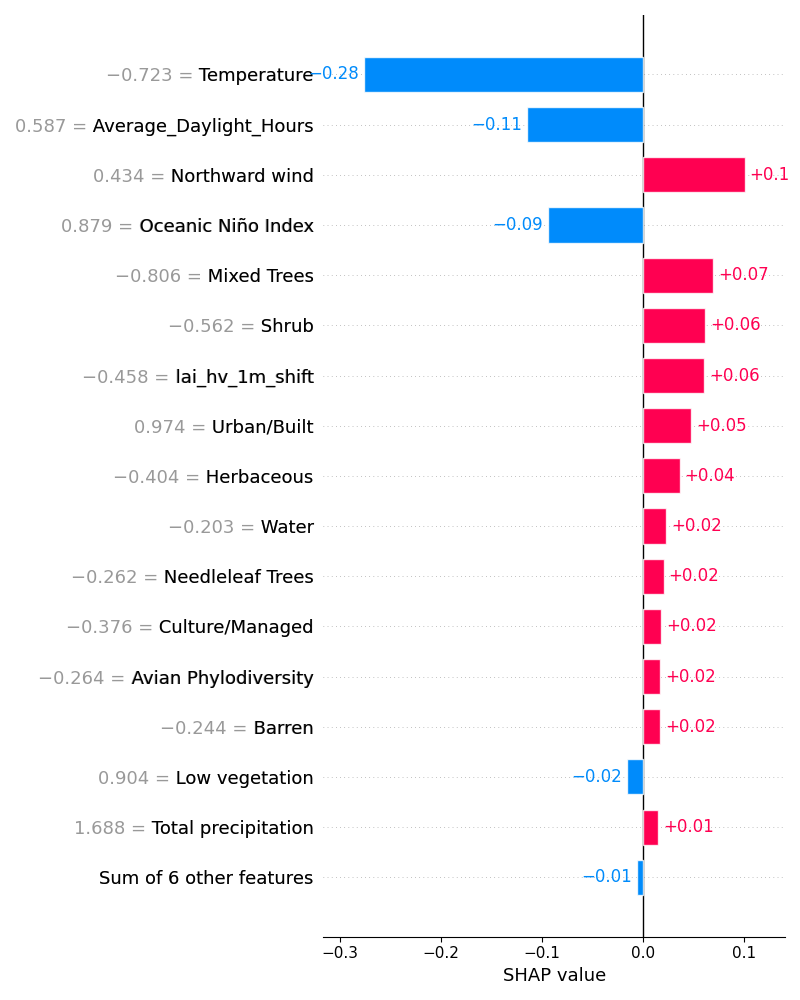 −0.723 = Temperature −0.28
0.587 = Average_Daylight_Hours −0.11
0.434 = Northward wind +0.1
0.879 = Oceanic Niño Index −0.09
−0.806 = Mixed Trees +0.07
−0.562 = Shrub +0.06
−0.458 = lai_hv_1m_shift +0.06
0.974 = Urban/Built +0.05
−0.404 = Herbaceous +0.04
−0.203 = Water +0.02
−0.262 = Needleleaf Trees +0.02
−0.376 = Culture/Managed +0.02
−0.264 = Avian Phylodiversity +0.02
−0.244 = Barren +0.02
0.904 = Low vegetation −0.02
1.688 = Total precipitation +0.01
Sum of 6 other features −0.01
−0.3 −0.2 −0.1 0.0 0.1
SHAP value